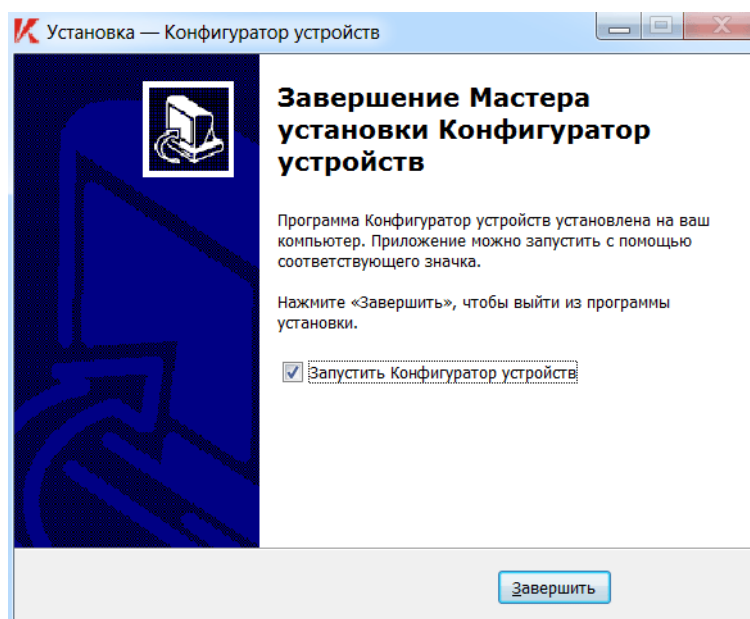 Установка — Конфигуратор устройств
Завершение Мастера
установки Конфигуратор
устройств
Программа Конфигуратор устройств установлена на ваш
компьютер. Приложение можно запустить с помощью
соответствующего значка.
Нажмите «Завершить», чтобы выйти из программы
установки.
Запустить Конфигуратор устройств
Завершить